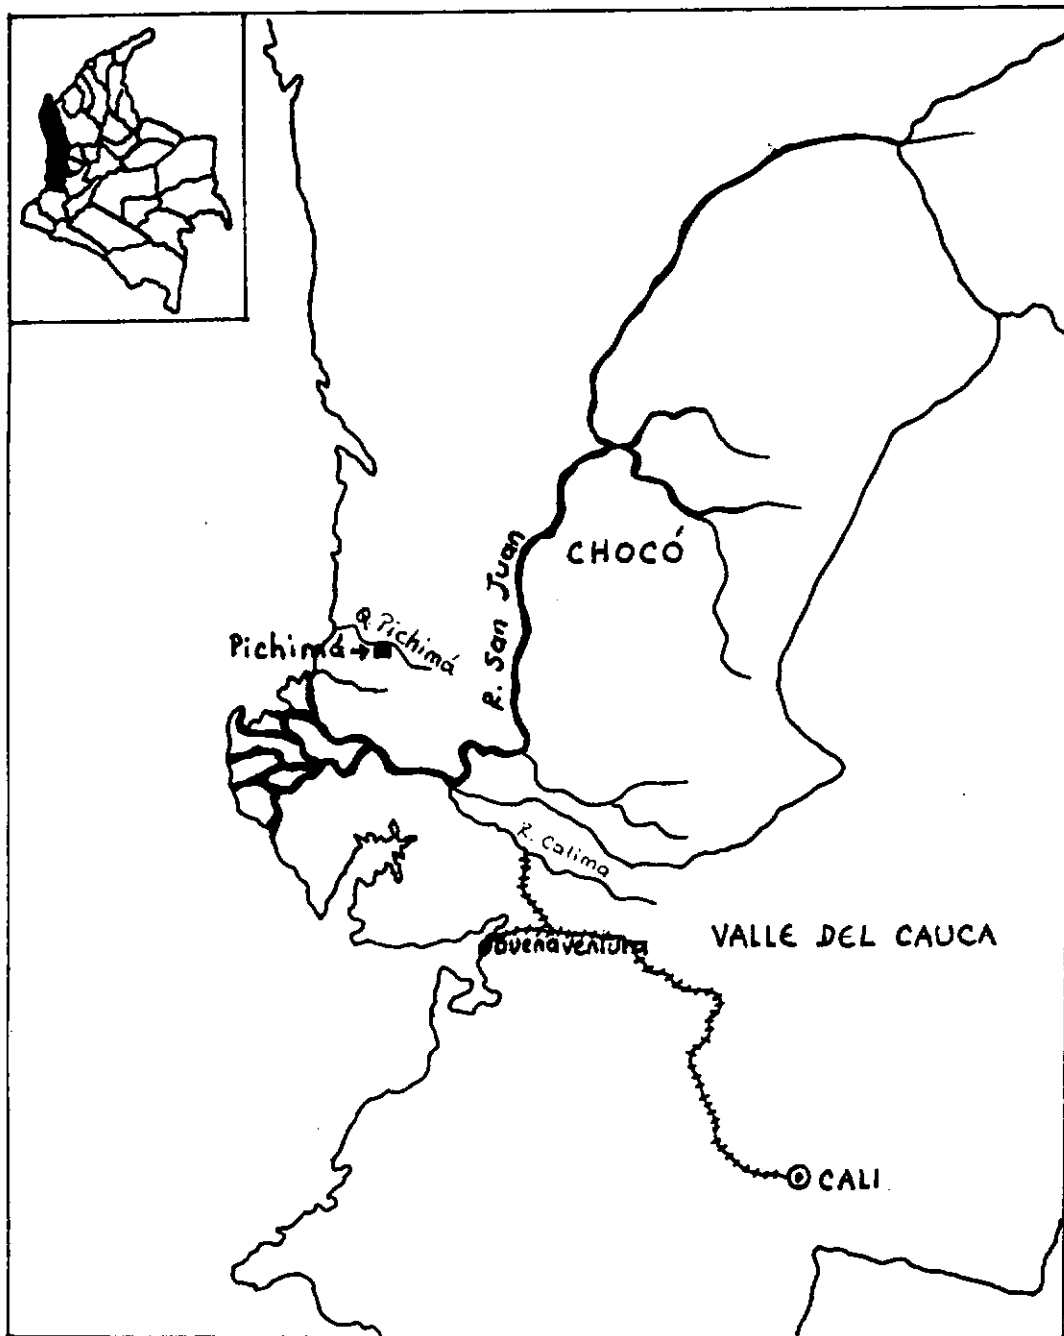 CHOCÓ
R. San Juan
Q. Pichimá
Pichimá
R. Calima
Buenaventura
VALLE DEL CAUCA
CALI